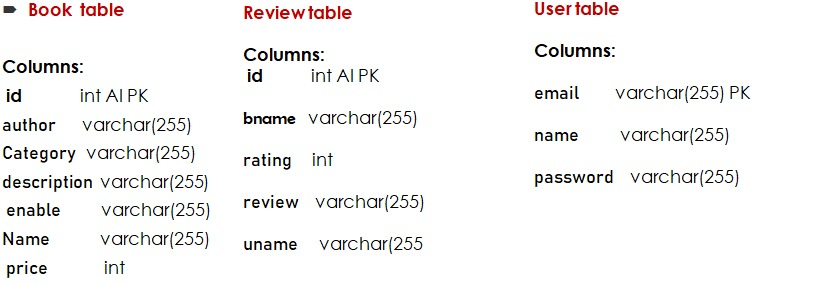 Book table
Columns:
id int AI PK
author varchar(255)
Category varchar(255)
description varchar(255)
enable varchar(255)
Name varchar(255)
price int
Review table
Columns:
id int AI PK
bname varchar(255)
rating int
review varchar(255)
uname varchar(255
User table
Columns:
email varchar(255) PK
name varchar(255)
password varchar(255)